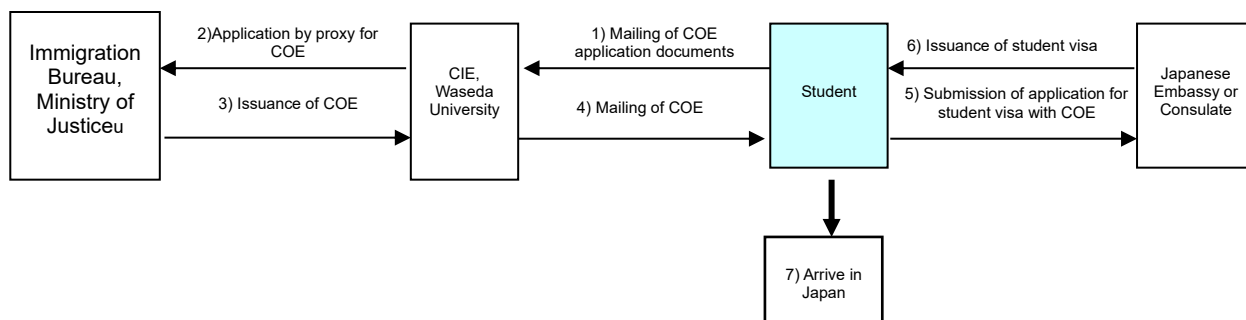 Immigration
Bureau,
Ministry of
Justiceu
2)Application by proxy for
COE
3) Issuance of COE
CIE,
Waseda
University
1) Mailing of COE
application documents
4) Mailing of COE
Student
6) Issuance of student visa
5) Submission of application for
student visa with COE
Japanese
Embassy or
Consulate
7) Arrive in
Japan